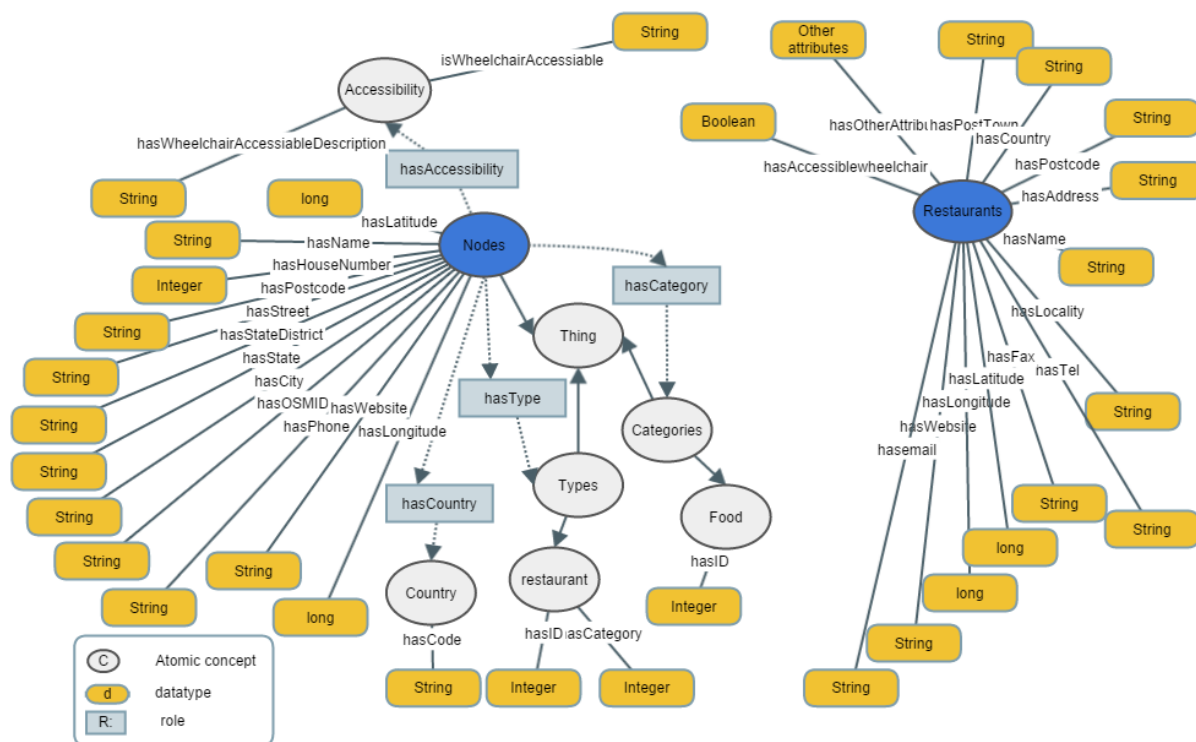 String
isWheelchairAccessiable
Accessibility
hasWheelchairAccessiableDescription
hasAccessibility
String
long
hasLatitude
String
hasName
Nodes
hasHouseNumber
Integer
hasPostcode
hasCategory
String
hasStreet
hasStateDistrict
Thing
String
hasState
hasCity
hasType
String
hasOSMID
hasWebsite
hasPhone
hasLongitude
Categories
String
Types
hasCountry
String
Food
String
hasID
String
restaurant
Country
Integer
String
long
hasCode
hasID
hasCategory
String
Integer
Integer
C
Atomic concept
d
datatype
R:
role
Other
attributes
String
String
Boolean
String
hasOtherAttribu
hasPostTown
hasCountry
hasAccessiblewheelchair
hasPostcode
String
hasAddress
Restaurants
hasName
String
hasLocality
hasFax
hasTel
hasLatitude
hasLongitude
String
hasWebsite
hasemail
String
String
long
long
String
String